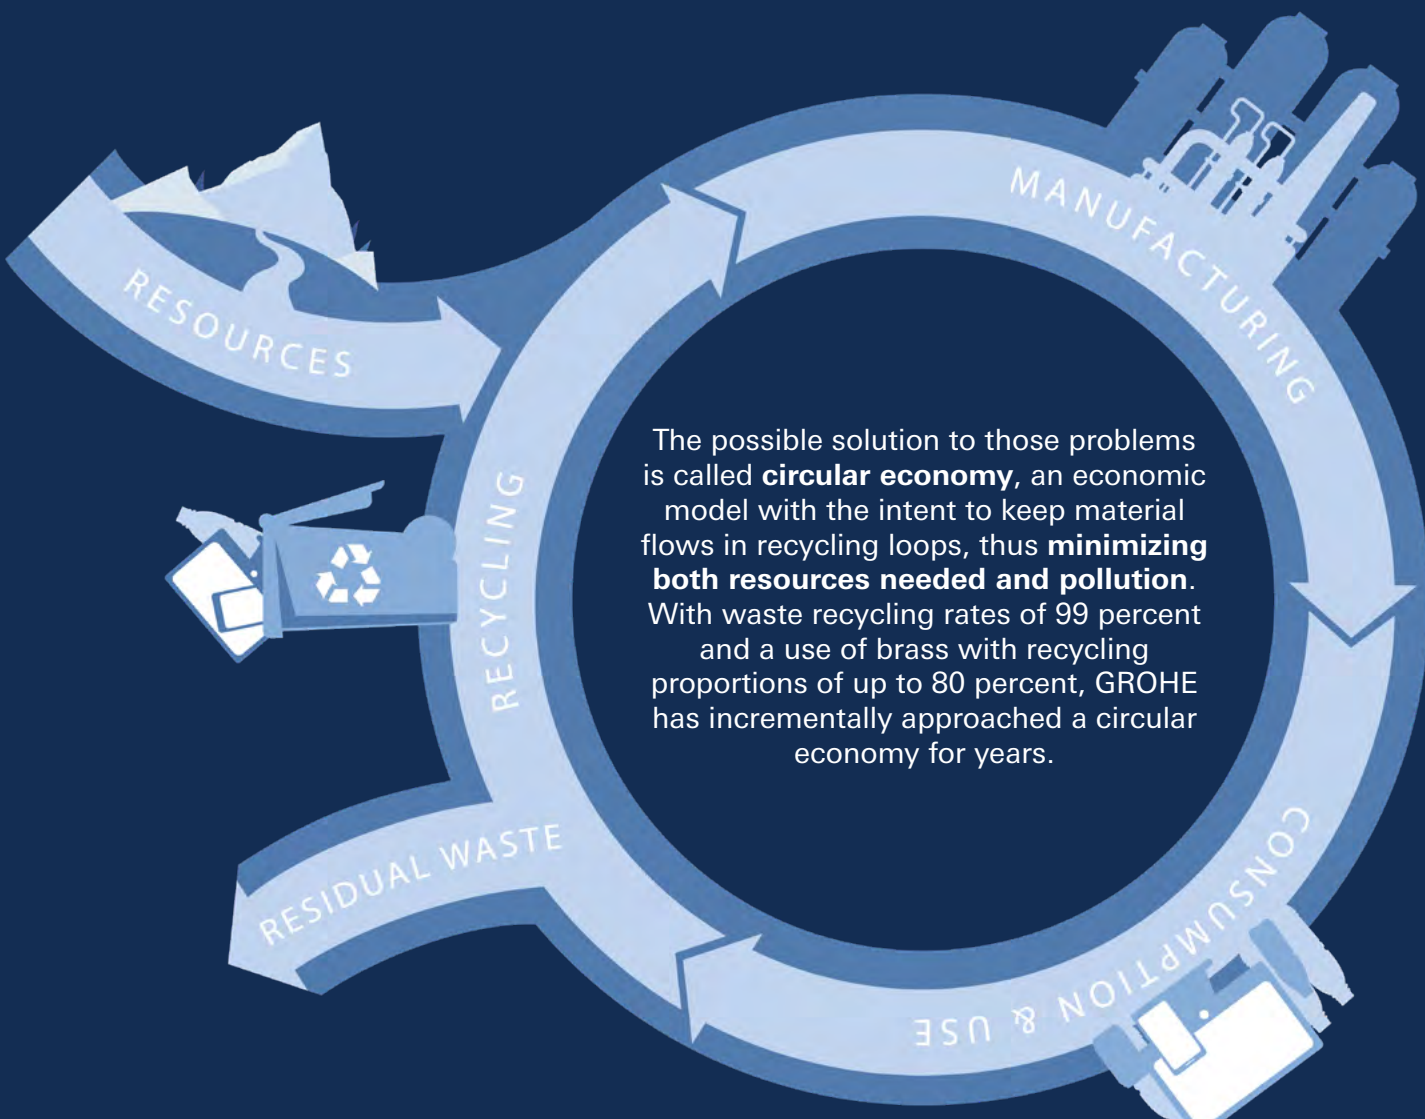 MANUFACTURING
RESOURCES
The possible solution to those problems
is called circular economy, an economic
model with the intent to keep material
flows in recycling loops, thus minimizing
both resources needed and pollution.
With waste recycling rates of 99 percent
and a use of brass with recycling
proportions of up to 80 percent, GROHE
has incrementally approached a circular
economy for years.
RECYCLING
RESIDUAL WASTE
CONSUMPTION & USE